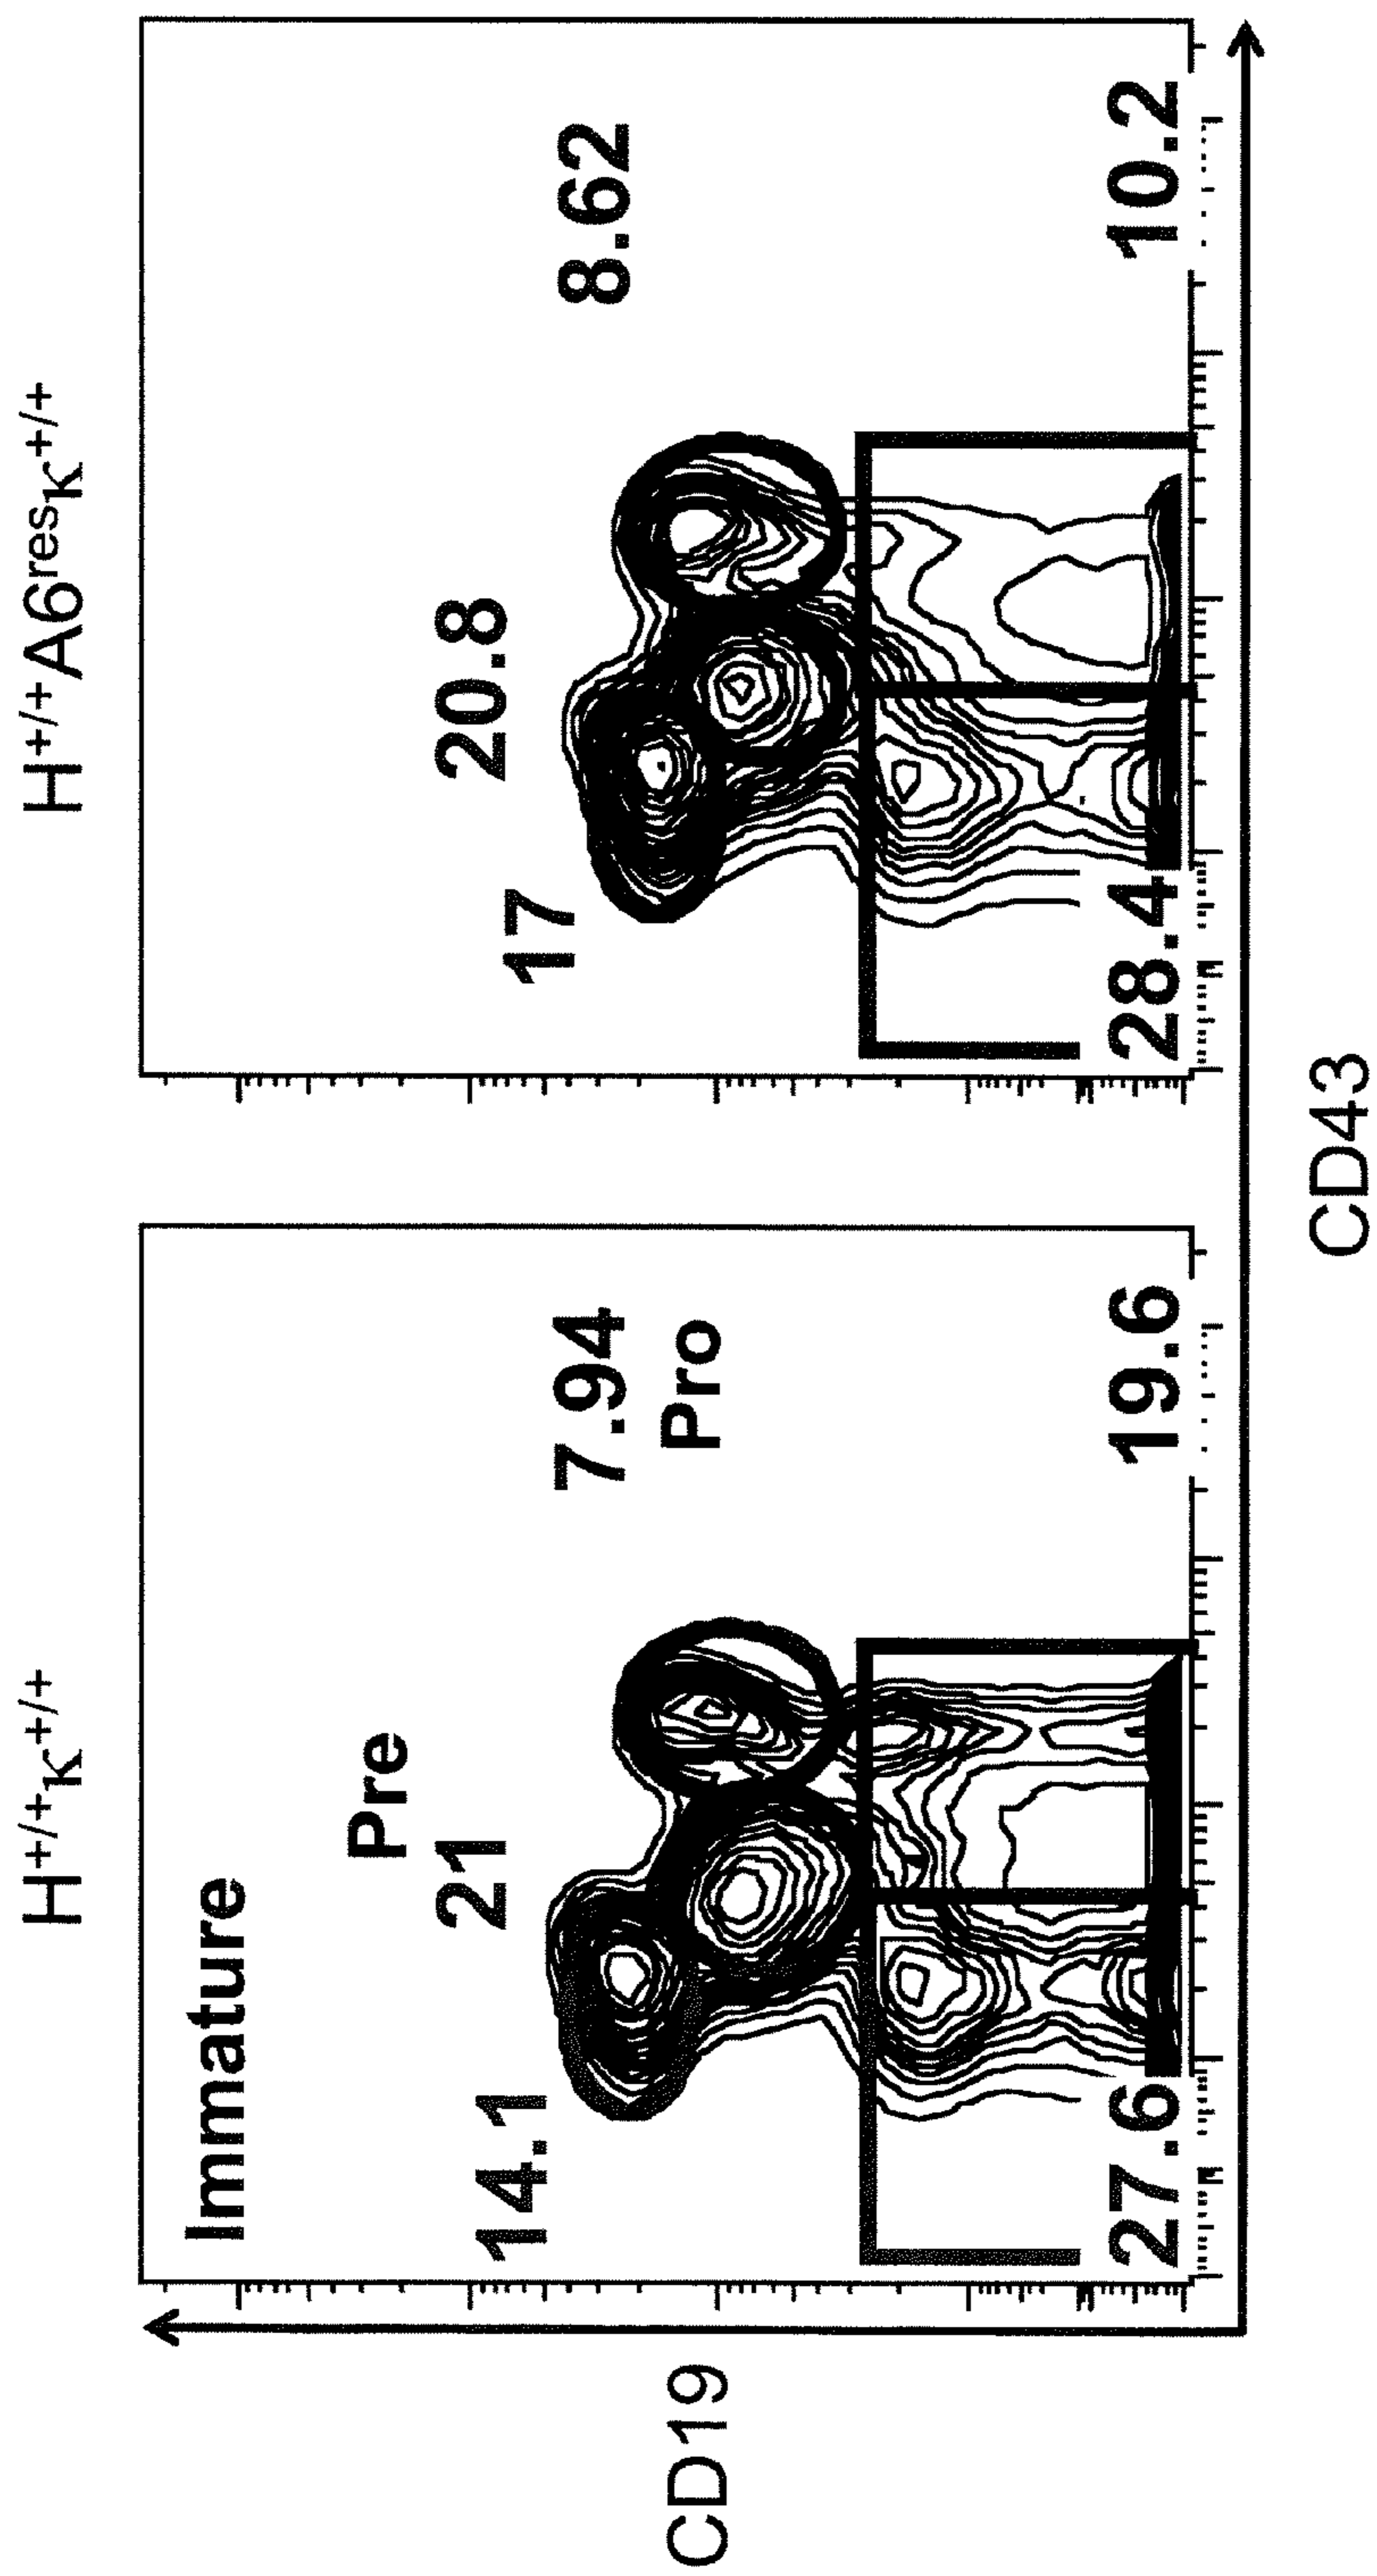 H+/+κ+/+
H+/+A6resκ+/+
Immature
Pre
14.1
21
7.94
Pro
27.6
19.6
17
20.8
8.62
28.4
10.2
CD19
CD43